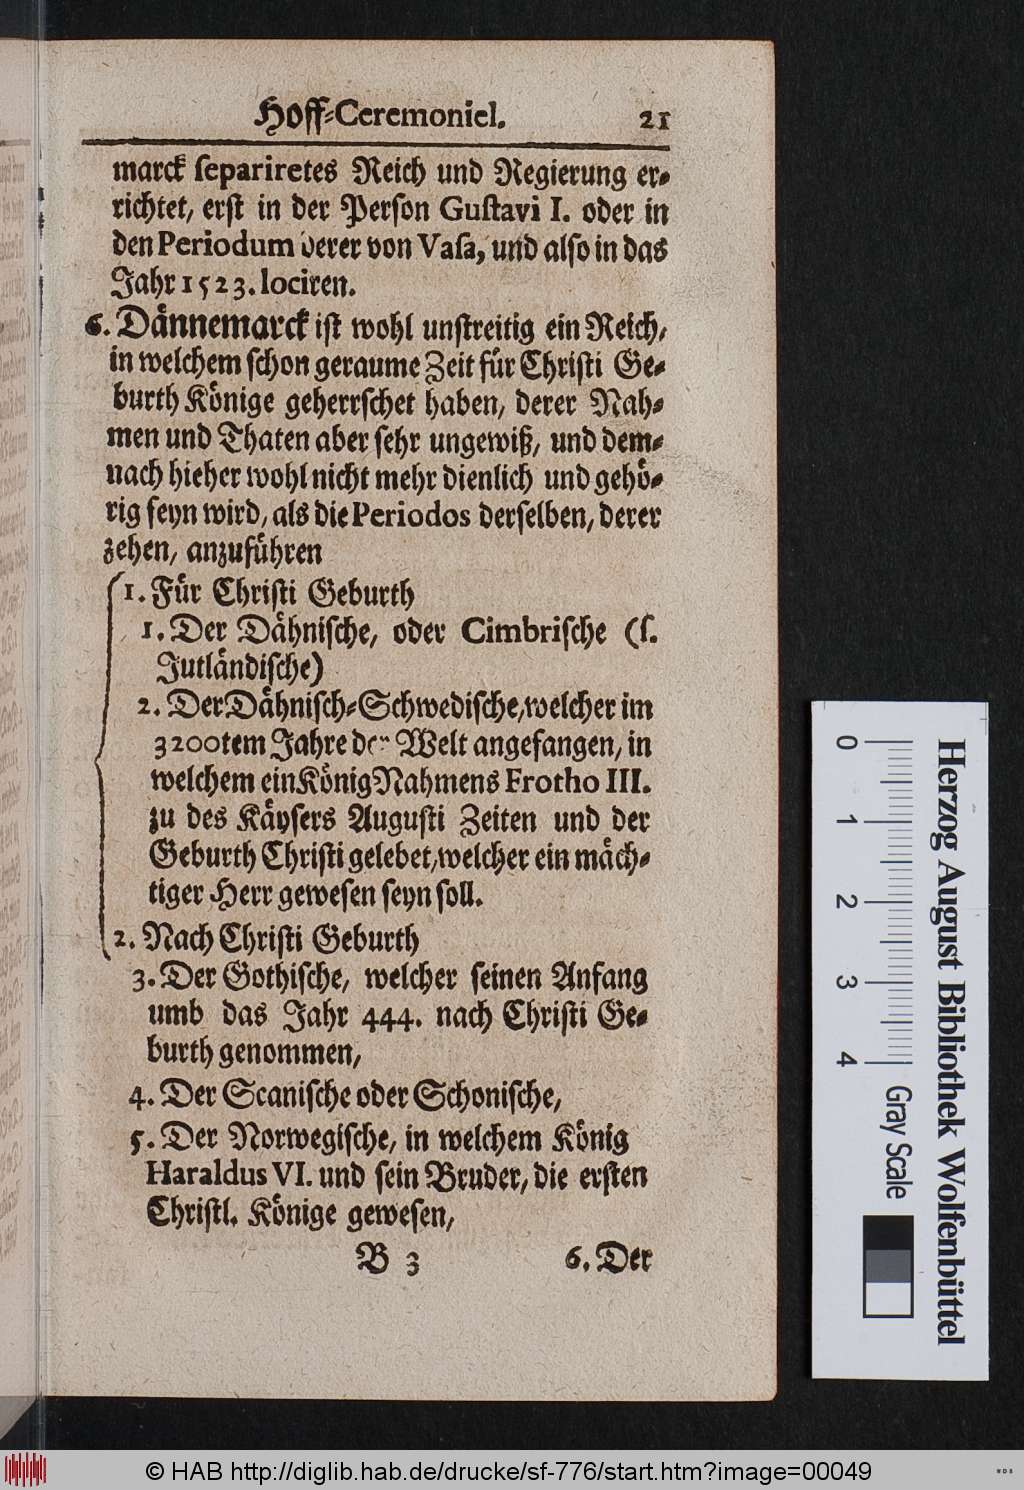 Hoff-Ceremoniel. 21
marck separiretes Reich und Regierung er-
richtet, erst in der Person Gustavi I. oder in
den Periodum derer von Vasa, und also in das
Jahr 1523. lociren.
6. Dännemarck ist wohl unstreitig ein Reich,
in welchem schon geraume Zeit für Christi Ge-
burth Könige geherrschet haben, derer Nah-
men und Thaten aber sehr ungewiß, und dem-
nach hieher wohl nicht mehr dienlich und gehö-
rig seyn wird, als die Periodos derselben, derer
zehen, anzuführen
1. Für Christi Geburth
1. Der Dähnische, oder Cimbrische (s.
Jutländische)
2. Der Dähnisch-Schwedische, welcher im
3200tem Jahre der Welt angefangen, in
welchem ein König Nahmens Frotho III.
zu des Käysers Augusti Zeiten und der
Geburth Christi gelebet, welcher ein mäch-
tiger Herr gewesen seyn soll.
2. Nach Christi Geburth
3. Der Gothische, welcher seinen Anfang
umb das Jahr 444. nach Christi Ge-
burth genommen,
4. Der Scanische oder Schonische,
5. Der Norwegische, in welchem König
Haraldus VI. und sein Bruder, die ersten
Christl. Könige gewesen,
B 3 6. Der
0 1 2 3 4 Gray Scale
Herzog August Bibliothek Wolfenbüttel
© HAB http://diglib.hab.de/drucke/sf-776/start.htm?image=00049
WDB